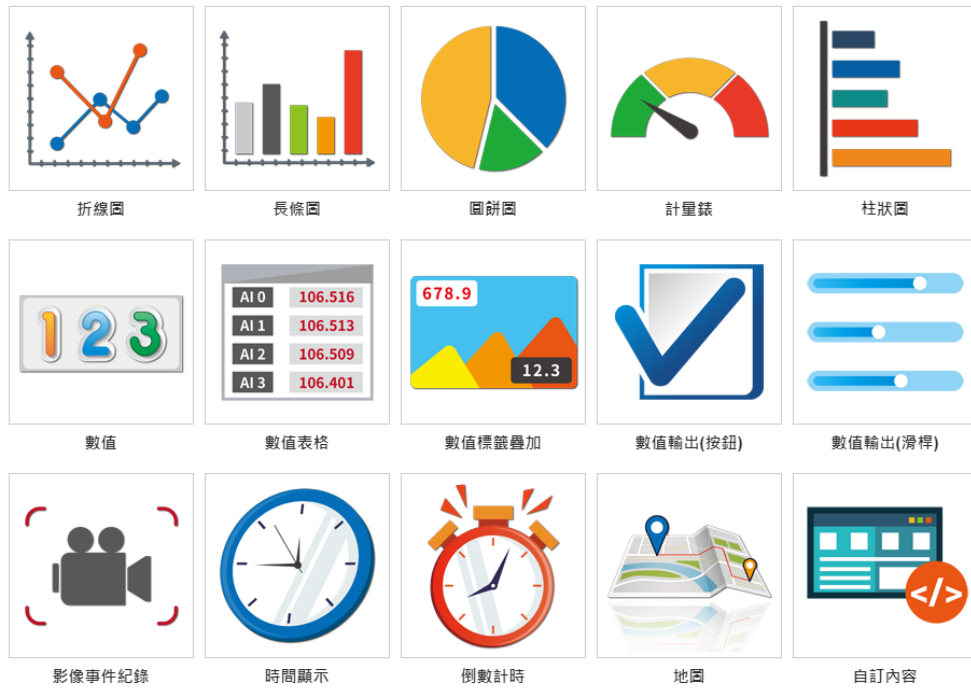 折線圖
長條圖
圓餅圖
計量錶
柱狀圖
123
AI 0 106.516
AI 1 106.513
AI 2 106.509
AI 3 106.401
678.9
12.3
數值
數值表格
數值標籤疊加
數值輸出(按鈕)
數值輸出(滑桿)
</>
影像事件紀錄
時間顯示
倒數計時
地圖
自訂內容